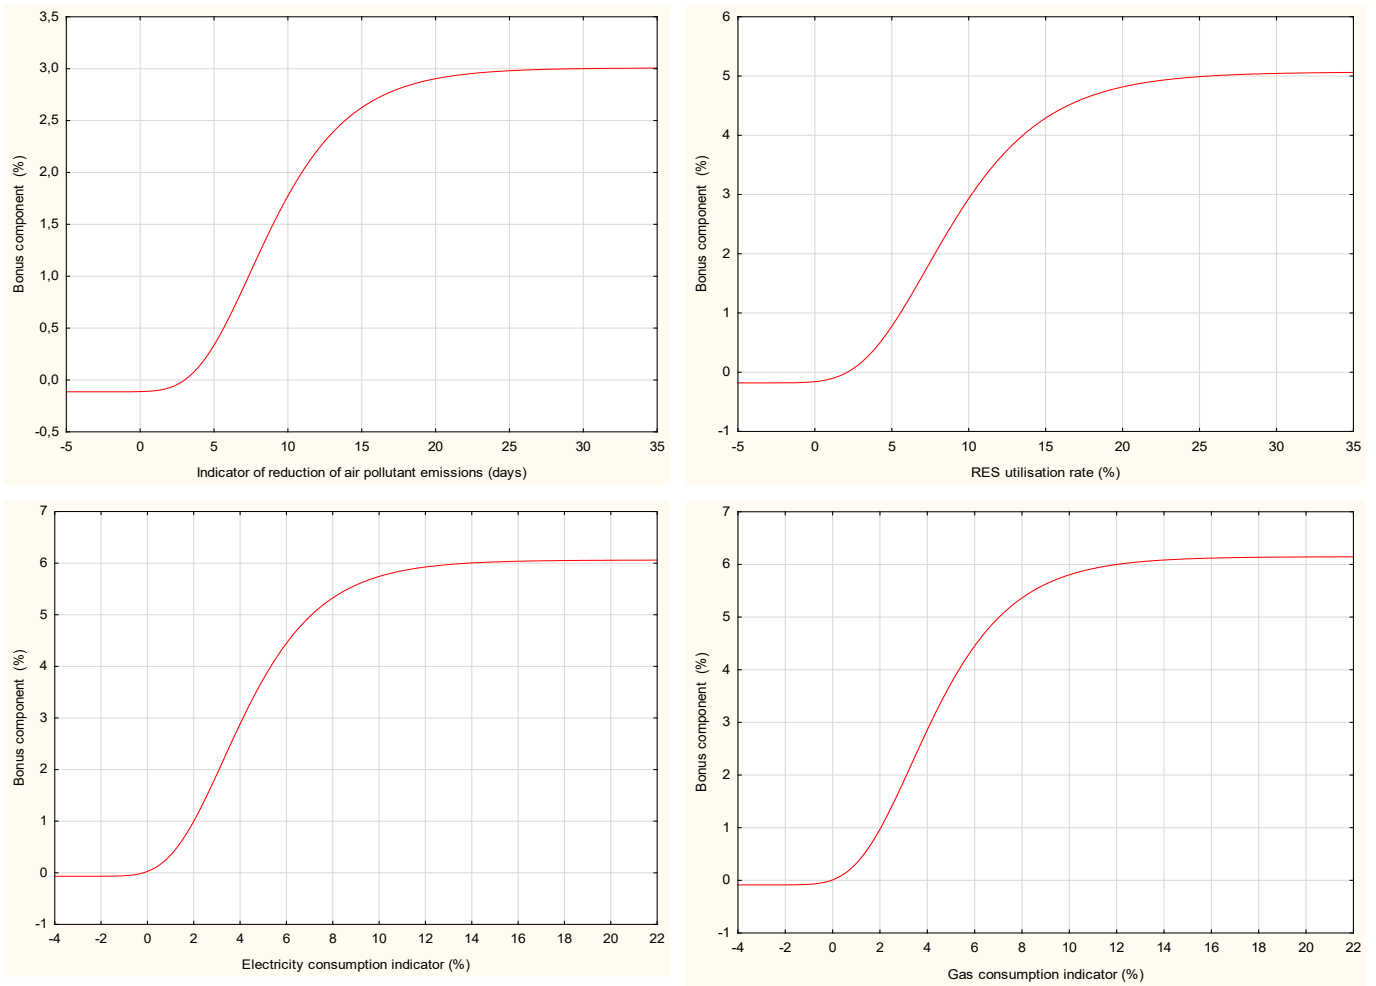 Bonus component (%)
3,5
3,0
2,5
2,0
1,5
1,0
0,5
0,0
-0,5
-5 0 5 10 15 20 25 30 35
Indicator of reduction of air pollutant emissions (days)
Bonus component (%)
6
5
4
3
2
1
0
-1
-5 0 5 10 15 20 25 30 35
RES utilisation rate (%)
Bonus component (%)
7
6
5
4
3
2
1
0
-1
-4 -2 0 2 4 6 8 10 12 14 16 18 20 22
Electricity consumption indicator (%)
Bonus component (%)
7
6
5
4
3
2
1
0
-1
-4 -2 0 2 4 6 8 10 12 14 16 18 20 22
Gas consumption indicator (%)